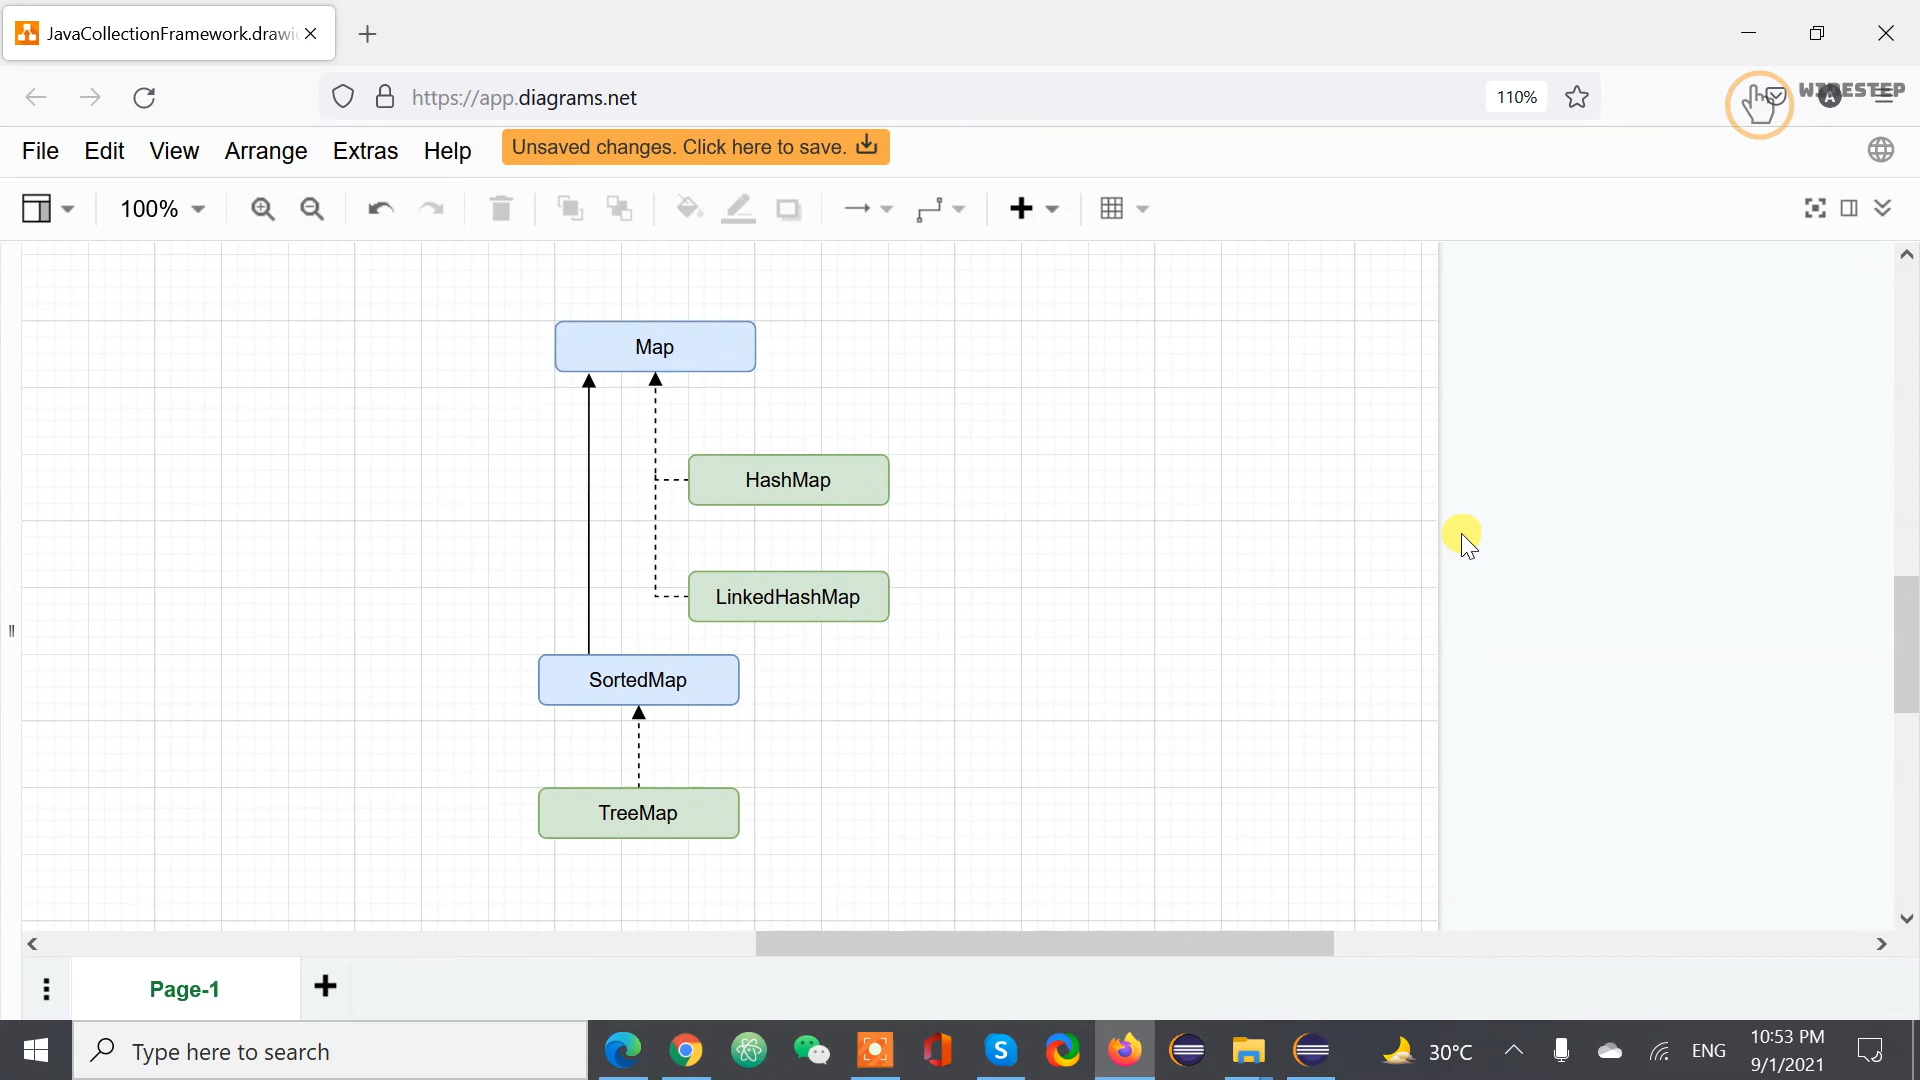 JavaCollectionFramework.drawi
https://app.diagrams.net
110%
WIDESTEP
A
File Edit View Arrange Extras Help
Unsaved changes. Click here to save.
100%
Map
HashMap
LinkedHashMap
SortedMap
TreeMap
Page-1
Type here to search
30°C
ENG
10:53 PM
9/1/2021